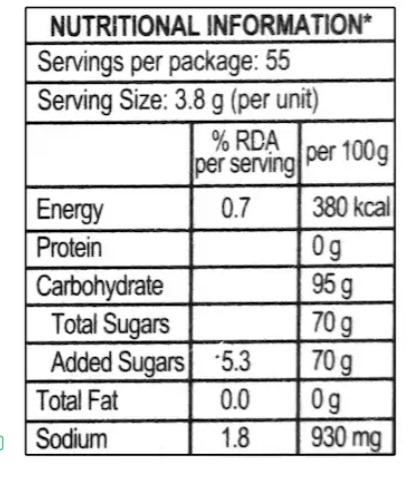 NUTRITIONAL INFORMATION*
Servings per package: 55
Serving Size: 3.8 g (per unit)
% RDA per serving per 100g
Energy 0.7 380 kcal
Protein 0 g
Carbohydrate 95 g
Total Sugars 70 g
Added Sugars 5.3 70 g
Total Fat 0.0 0 g
Sodium 1.8 930 mg